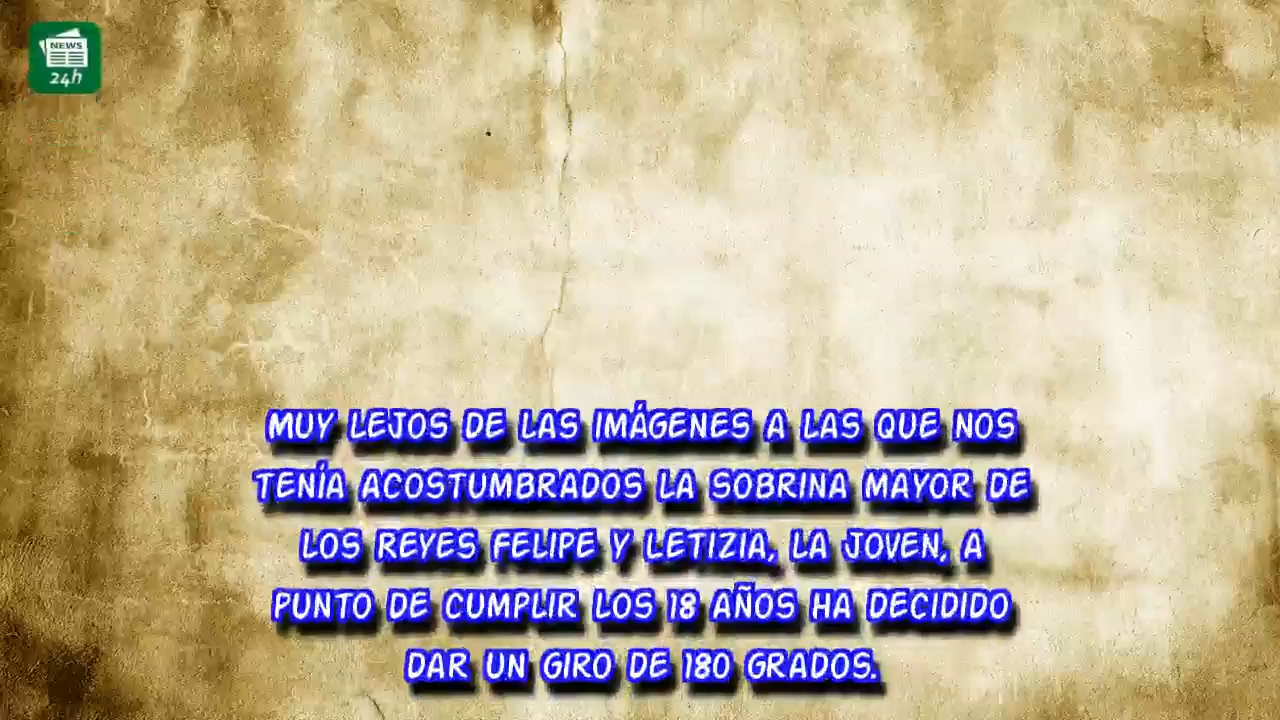 NEWS
24h
MUY LEJOS DE LAS IMÁGENES A LAS QUE NOS
TENÍA ACOSTUMBRADOS LA SOBRINA MAYOR DE
LOS REYES FELIPE Y LETIZIA, LA JOVEN, A
PUNTO DE CUMPLIR LOS 18 AÑOS HA DECIDIDO
DAR UN GIRO DE 180 GRADOS.